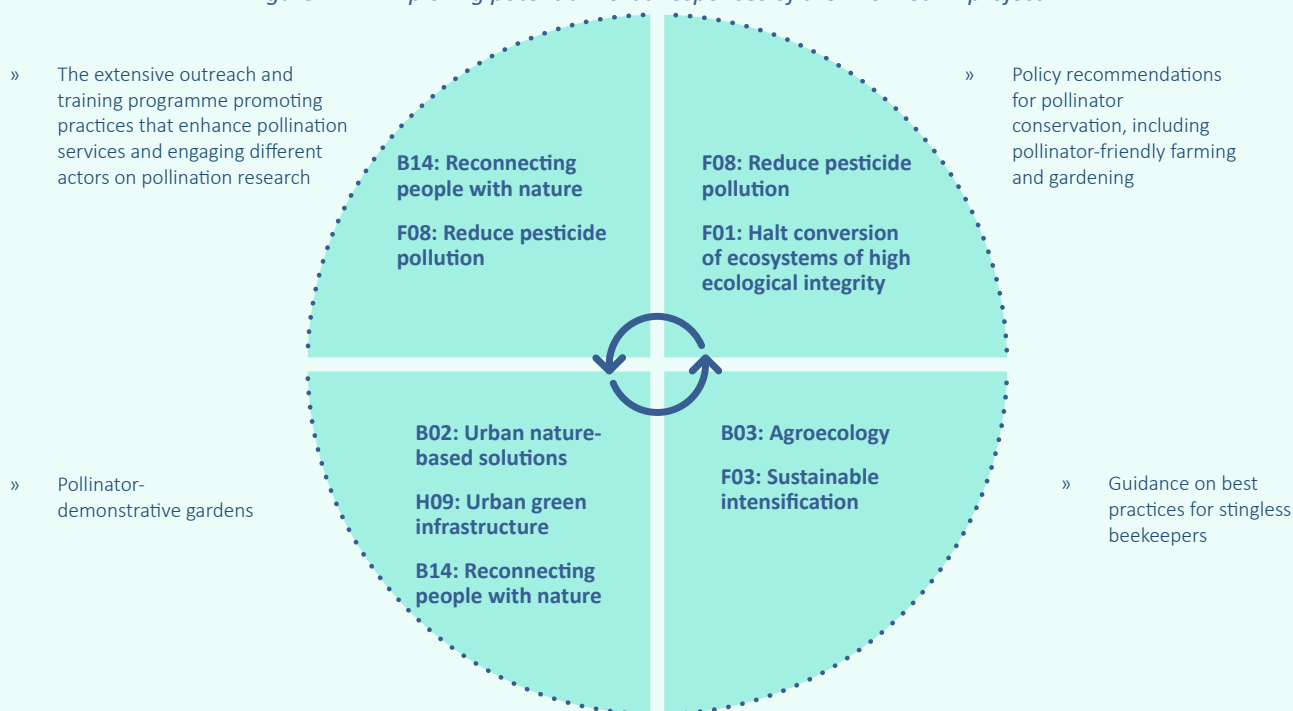 » The extensive outreach and
training programme promoting
practices that enhance pollination
services and engaging different
actors on pollination research
B14: Reconnecting
people with nature
F08: Reduce pesticide
pollution
F08: Reduce pesticide
pollution
F01: Halt conversion
of ecosystems of high
ecological integrity
» Policy recommendations
for pollinator
conservation, including
pollinator-friendly farming
and gardening
» Pollinator-
demonstrative gardens
B02: Urban nature-
based solutions
H09: Urban green
infrastructure
B14: Reconnecting
people with nature
B03: Agroecology
F03: Sustainable
intensification
» Guidance on best
practices for stingless
beekeepers